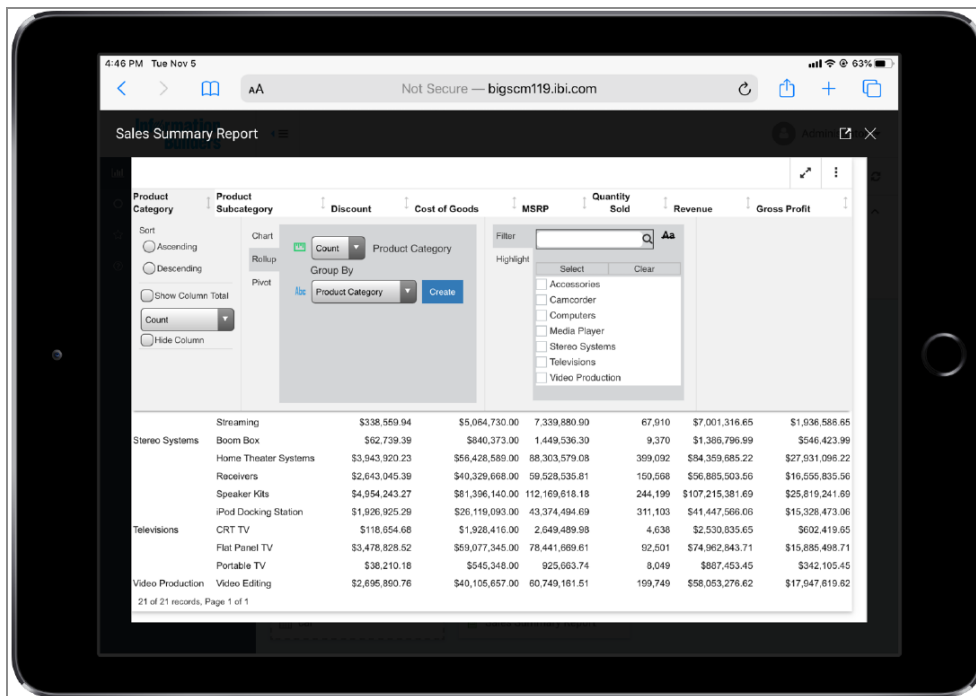 4:46 PM Tue Nov 5 63%
AA Not Secure — bigscm119.ibi.com
Sales Summary Report
Product Category Product Subcategory Discount Cost of Goods MSRP Quantity Sold Revenue Gross Profit
Sort
Ascending
Descending
Show Column Total
Count
Hide Column
Chart
Rollup
Pivot
Count Product Category
Group By
Abc Product Category Create
Filter Aa
Highlight
Select Clear
Accessories
Camcorder
Computers
Media Player
Stereo Systems
Televisions
Video Production
Streaming $338,559.94 $5,064,730.00 7,339,880.90 67,910 $7,001,316.65 $1,936,586.65
Stereo Systems Boom Box $62,739.39 $840,373.00 1,449,536.30 9,370 $1,386,796.99 $546,423.99
Home Theater Systems $3,943,920.23 $56,428,589.00 88,303,579.08 399,092 $84,359,685.22 $27,931,096.22
Receivers $2,643,045.39 $40,329,668.00 59,528,535.81 150,568 $56,885,503.56 $16,555,835.56
Speaker Kits $4,954,243.27 $81,396,140.00 112,169,618.18 244,199 $107,215,381.69 $25,819,241.69
iPod Docking Station $1,926,925.29 $26,119,093.00 43,374,494.69 311,103 $41,447,566.06 $15,328,473.06
Televisions CRT TV $118,654.68 $1,928,416.00 2,649,489.98 4,638 $2,530,835.65 $602,419.65
Flat Panel TV $3,478,828.52 $59,077,345.00 78,441,669.61 92,501 $74,962,843.71 $15,885,498.71
Portable TV $38,210.18 $545,348.00 925,663.74 8,049 $887,453.45 $342,105.45
Video Production Video Editing $2,695,890.76 $40,105,657.00 60,749,161.51 199,749 $58,053,276.62 $17,947,619.62
21 of 21 records, Page 1 of 1